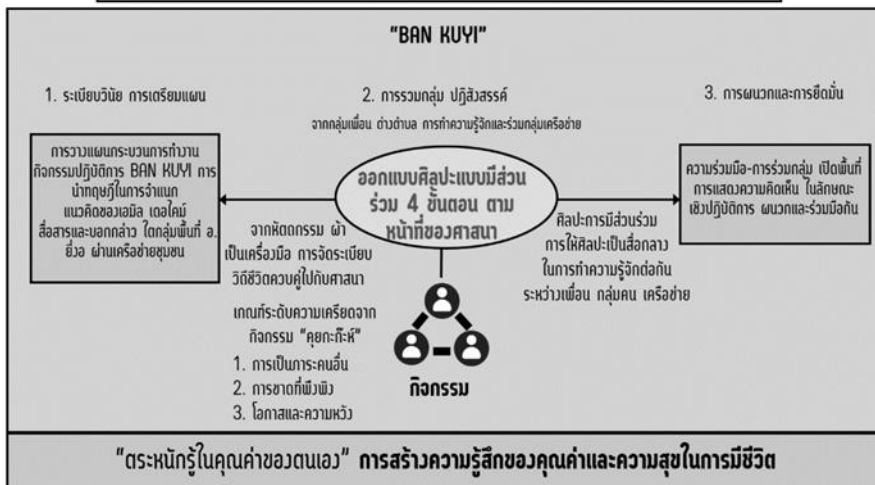 "BAN KUYI"
1. ระเบียบวินัย การเตรียมแผน
การวางแผนกระบวนการทำงาน
กิจกรรมปฏิบัติการ BAN KUYI การ
นำทฤษฎีในการจำแนก
แนวคิดของเอมิล เดอไคม์
สื่อสารและบอกกล่าว ใตกลุ่มพื้นที่ อ.
ยี่งอ ผ่านเครือข่ายชุมชน
2. การรวมกลุ่ม ปฏิสังสรรค์
จากกลุ่มเพื่อน ต่างตำบล การทำความรู้จักและร่วมกลุ่มเครือข่าย
ออกแบบศิลปะแบบมีส่วน
ร่วม 4 ขั้นตอน ตาม
หน้าที่ของศาสนา
3. การผนวกและการยึดมั่น
ความร่วมมือ-การร่วมกลุ่ม เปิดพื้นที่
การแสดงความคิดเห็น ในลักษณะ
เชิงปฏิบัติการ ผนวกและร่วมมือกัน
จากหัตถกรรม ผ้า
เป็นเครื่องมือ การจัดระเบียบ
วิถีชีวิตควบคู่ไปกับศาสนา
เกณฑ์ระดับความเครียดจาก
กิจกรรม "คุยกะก๊ะห์"
1. การเป็นภาระคนอื่น
2. การขาดที่พึ่งพิง
3. โอกาสและความหวัง
ศิลปะการมีส่วนร่วม
การให้ศิลปะเป็นสื่อกลาง
ในการทำความรู้จักต่อกัน
ระหว่างเพื่อน กลุ่มคน เครือข่าย
กิจกรรม
"ตระหนักรู้ในคุณค่าของตนเอง" การสร้างความรู้สึกของคุณค่าและความสุขในการมีชีวิต